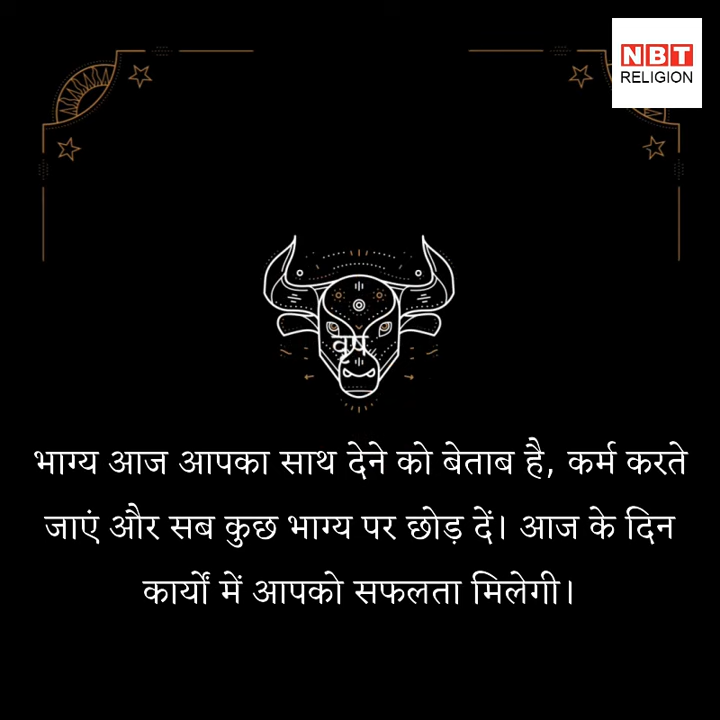 NBT
RELIGION
वृष
भाग्य आज आपका साथ देने को बेताब है, कर्म करते
जाएं और सब कुछ भाग्य पर छोड़ दें। आज के दिन
कार्यों में आपको सफलता मिलेगी।